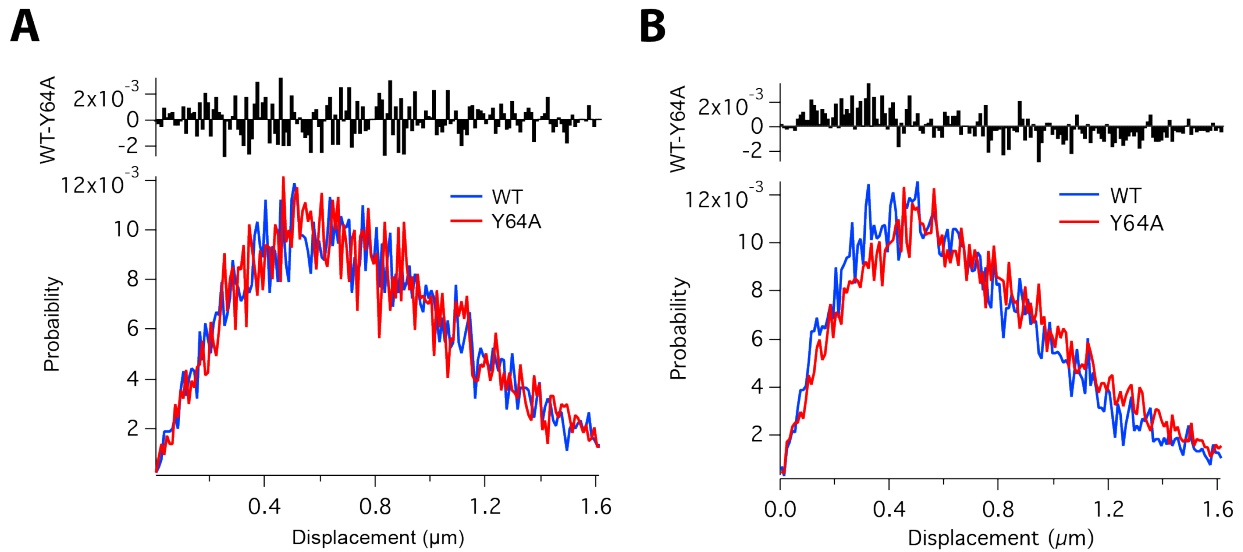 A
B
WT-Y64A
2x10⁻³
0
-2
WT-Y64A
2x10⁻³
0
-2
12x10⁻³
10
8
6
4
2
Probability
WT
Y64A
0.4
0.8
1.2
1.6
Displacement (µm)
12x10⁻³
10
8
6
4
2
Probability
WT
Y64A
0.0
0.4
0.8
1.2
1.6
Displacement (µm)